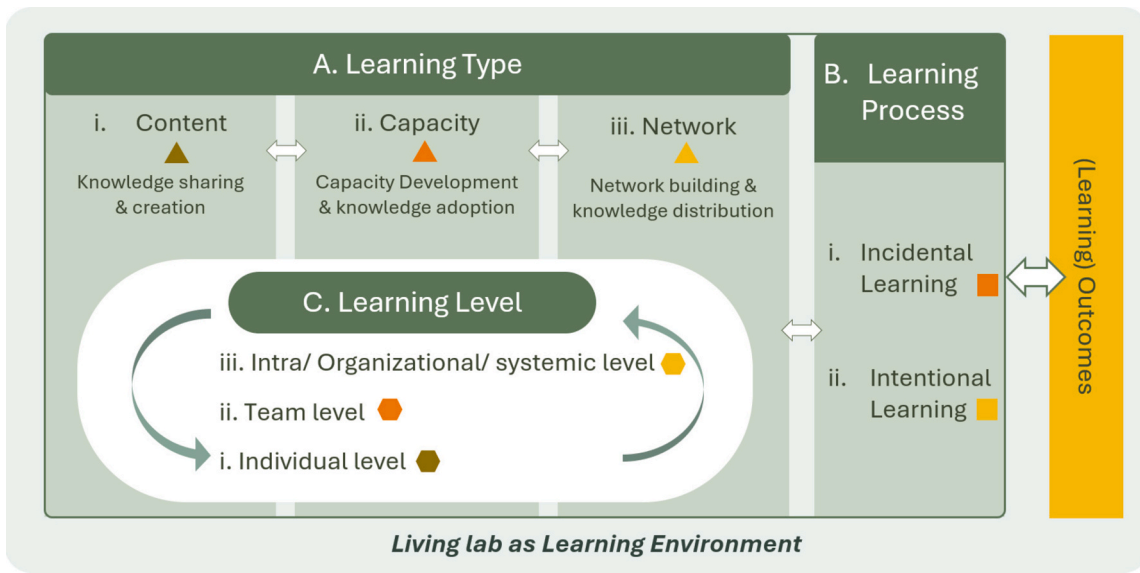 A. Learning Type
i. Content
Knowledge sharing
& creation
ii. Capacity
Capacity Development
& knowledge adoption
iii. Network
Network building &
knowledge distribution
C. Learning Level
iii. Intra/ Organizational/ systemic level
ii. Team level
i. Individual level
B. Learning
Process
i. Incidental
Learning
ii. Intentional
Learning
(Learning) Outcomes
Living lab as Learning Environment